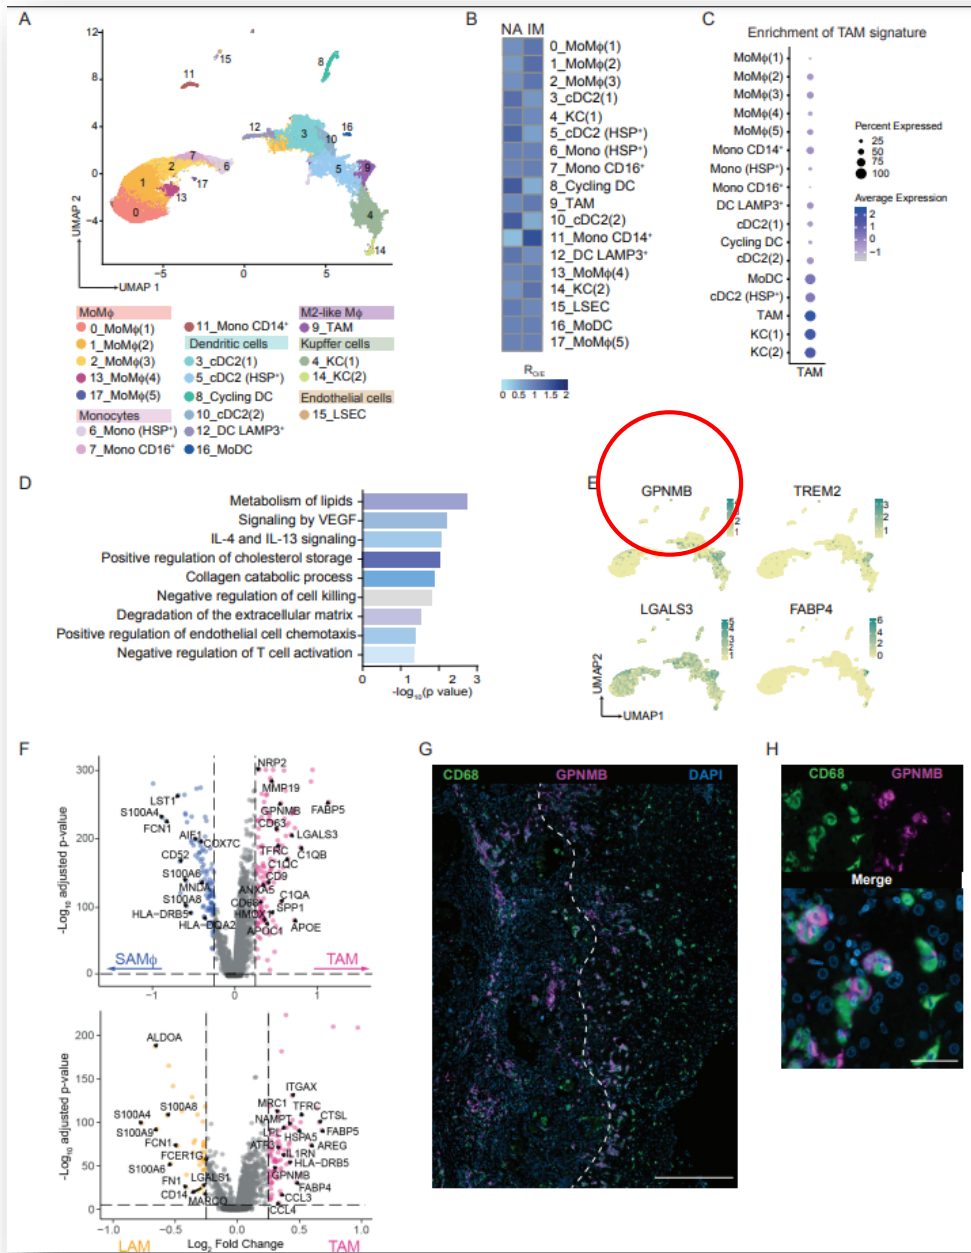 A
12
8
4
0
−4
UMAP 2
−5
0
5
UMAP 1
0
1
2
3
4
5
6
7
8
9
10
11
12
13
14
15
16
17
MoMϕ
0_MoMϕ(1)
1_MoMϕ(2)
2_MoMϕ(3)
13_MoMϕ(4)
17_MoMϕ(5)
Monocytes
6_Mono (HSP⁺)
7_Mono CD16⁺
11_Mono CD14⁺
Dendritic cells
3_cDC2(1)
5_cDC2 (HSP⁺)
8_Cycling DC
10_cDC2(2)
12_DC LAMP3⁺
16_MoDC
M2-like Mϕ
9_TAM
Kupffer cells
4_KC(1)
14_KC(2)
Endothelial cells
15_LSEC
B
NA IM
0_MoMϕ(1)
1_MoMϕ(2)
2_MoMϕ(3)
3_cDC2(1)
4_KC(1)
5_cDC2 (HSP⁺)
6_Mono (HSP⁺)
7_Mono CD16⁺
8_Cycling DC
9_TAM
10_cDC2(2)
11_Mono CD14⁺
12_DC LAMP3⁺
13_MoMϕ(4)
14_KC(2)
15_LSEC
16_MoDC
17_MoMϕ(5)
R_O/E
0 0.5 1 1.5 2
C
Enrichment of TAM signature
MoMϕ(1)
MoMϕ(2)
MoMϕ(3)
MoMϕ(4)
MoMϕ(5)
Mono CD14⁺
Mono (HSP⁺)
Mono CD16⁺
DC LAMP3⁺
cDC2(1)
Cycling DC
cDC2(2)
MoDC
cDC2 (HSP⁺)
TAM
KC(1)
KC(2)
TAM
Percent Expressed
25
50
75
100
Average Expression
2
1
0
−1
D
Metabolism of lipids
Signaling by VEGF
IL-4 and IL-13 signaling
Positive regulation of cholesterol storage
Collagen catabolic process
Negative regulation of cell killing
Degradation of the extracellular matrix
Positive regulation of endothelial cell chemotaxis
Negative regulation of T cell activation
0 1 2 3
-log₁₀(p value)
E
GPNMB
2
1
TREM2
3
2
1
LGALS3
5
4
3
2
1
FABP4
6
4
2
0
UMAP2
UMAP1
F
300
200
100
0
-Log₁₀ adjusted p-value
NRP2
MMP19
GPNMB
FABP5
CD63
LGALS3
TFRC
C1QB
C1QC
CD9
ANXA5
C1QA
CD68
SPP1
HMOX1
APOC1
APOE
LST1
S100A4
FCN1
AIF1
COX7C
CD52
S100A6
MNDA
S100A8
HLA−DRB5
HLA−DQA2
SAMϕ
TAM
−1 0 1
200
150
100
50
0
-Log₁₀ adjusted p-value
ALDOA
S100A8
S100A4
S100A9
FCN1
FCER1G
S100A6
LGALS1
FN1
CD14
MARCO
ITGAX
MRC1
TFRC
NAMPT
CTSL
LPL
FABP5
HSPA5
ATF3
AREG
IL1RN
HLA−DRB5
GPNMB
FABP4
CCL3
CCL4
−1.0 −0.5 0.0 0.5 1.0
LAM
Log₂ Fold Change
TAM
G
CD68
GPNMB
DAPI
H
CD68
GPNMB
Merge